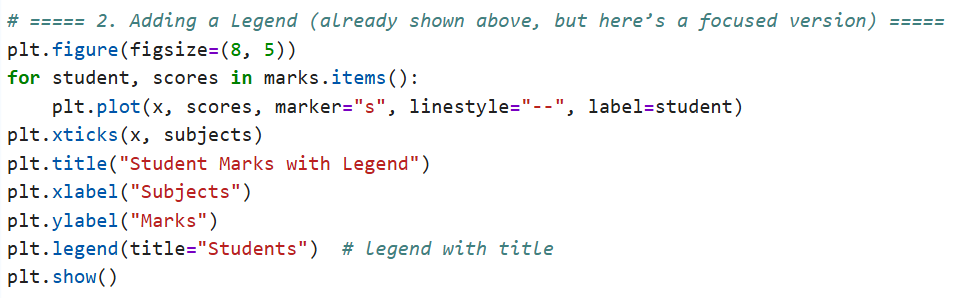 # ===== 2. Adding a Legend (already shown above, but here’s a focused version) =====
plt.figure(figsize=(8, 5))
for student, scores in marks.items():
    plt.plot(x, scores, marker="s", linestyle="--", label=student)
plt.xticks(x, subjects)
plt.title("Student Marks with Legend")
plt.xlabel("Subjects")
plt.ylabel("Marks")
plt.legend(title="Students")  # legend with title
plt.show()